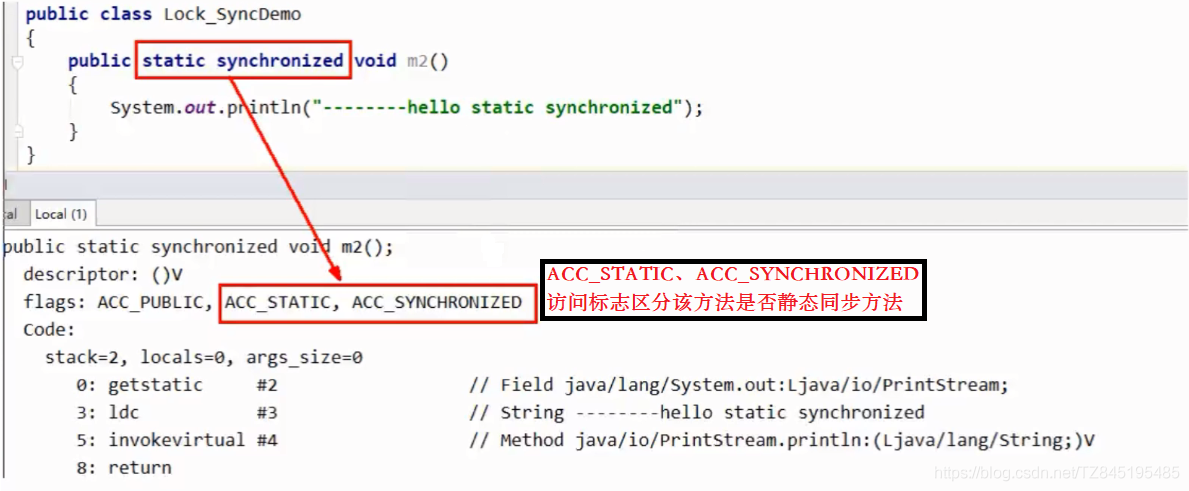 public class Lock_SyncDemo
{
public static synchronized void m2()
{
System.out.println("--------hello static synchronized");
}
}
Local (1)
public static synchronized void m2();
descriptor: ()V
flags: ACC_PUBLIC, ACC_STATIC, ACC_SYNCHRONIZED
ACC_STATIC、ACC_SYNCHRONIZED
访问标志区分该方法是否静态同步方法
Code:
stack=2, locals=0, args_size=0
0: getstatic #2 // Field java/lang/System.out:Ljava/io/PrintStream;
3: ldc #3 // String --------hello static synchronized
5: invokevirtual #4 // Method java/io/PrintStream.println:(Ljava/lang/String;)V
8: return
https://blog.csdn.net/TZ845195485